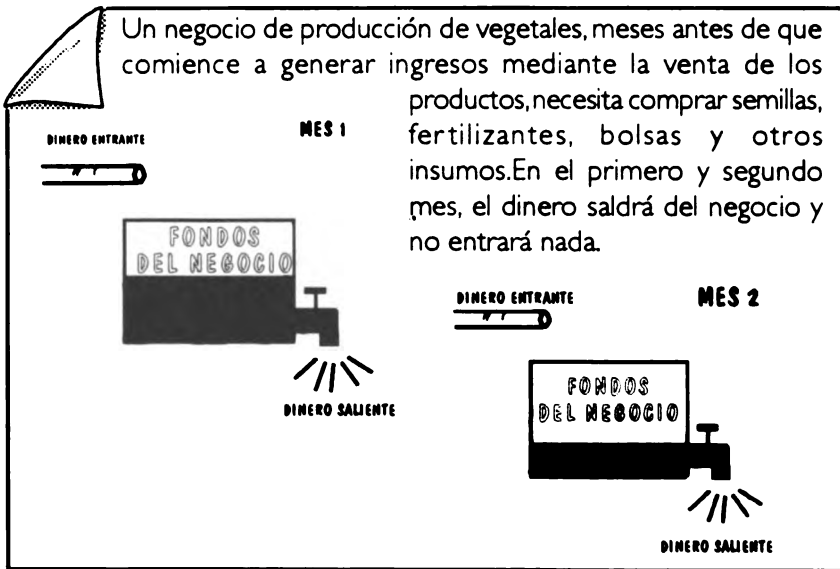 Un negocio de producción de vegetales, meses antes de que
comience a generar ingresos mediante la venta de los
productos, necesita comprar semillas,
fertilizantes, bolsas y otros
insumos.En el primero y segundo
mes, el dinero saldrá del negocio y
no entrará nada.
MES 1
DINERO ENTRANTE
FONDOS
DEL NEGOCIO
DINERO SALIENTE
MES 2
DINERO ENTRANTE
FONDOS
DEL NEGOCIO
DINERO SALIENTE